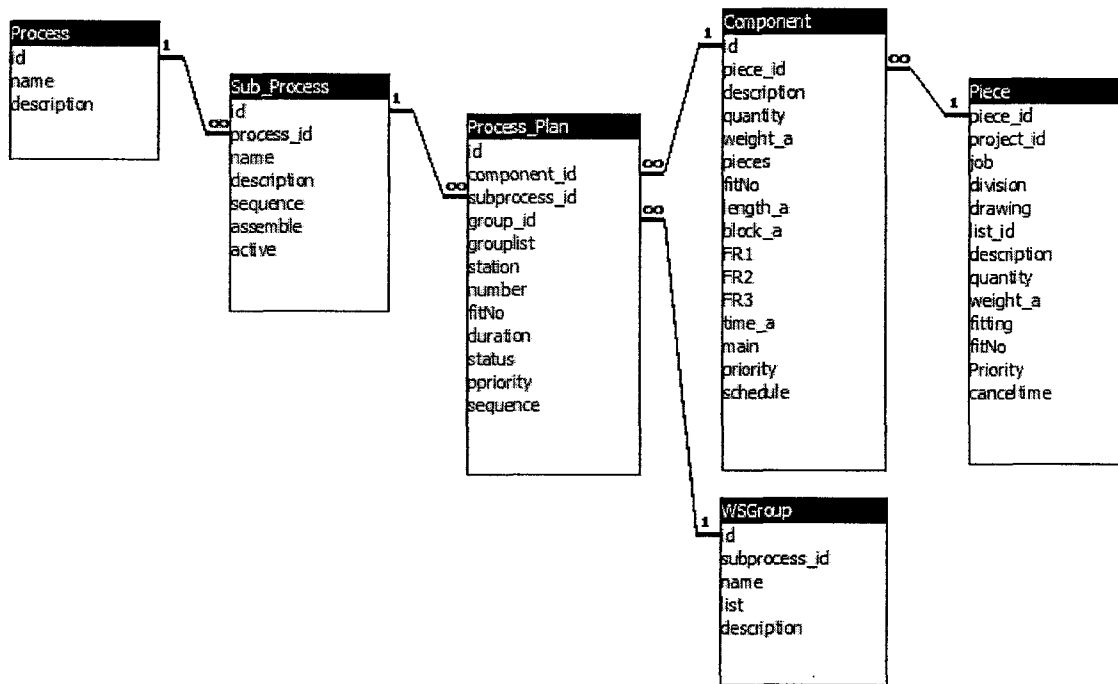 Process
id
name
description
1
∞
Sub_Process
id
process_id
name
description
sequence
assemble
active
1
∞
Process_Plan
id
component_id
subprocess_id
group_id
grouplist
station
number
fitNo
duration
status
ppriority
sequence
∞
∞
1
Component
id
piece_id
description
quantity
weight_a
pieces
fitNo
length_a
block_a
FR1
FR2
FR3
time_a
main
priority
schedule
∞
1
Piece
piece_id
project_id
job
division
drawing
list_id
description
quantity
weight_a
fitting
fitNo
Priority
canceltime
1
WSGroup
id
subprocess_id
name
list
description